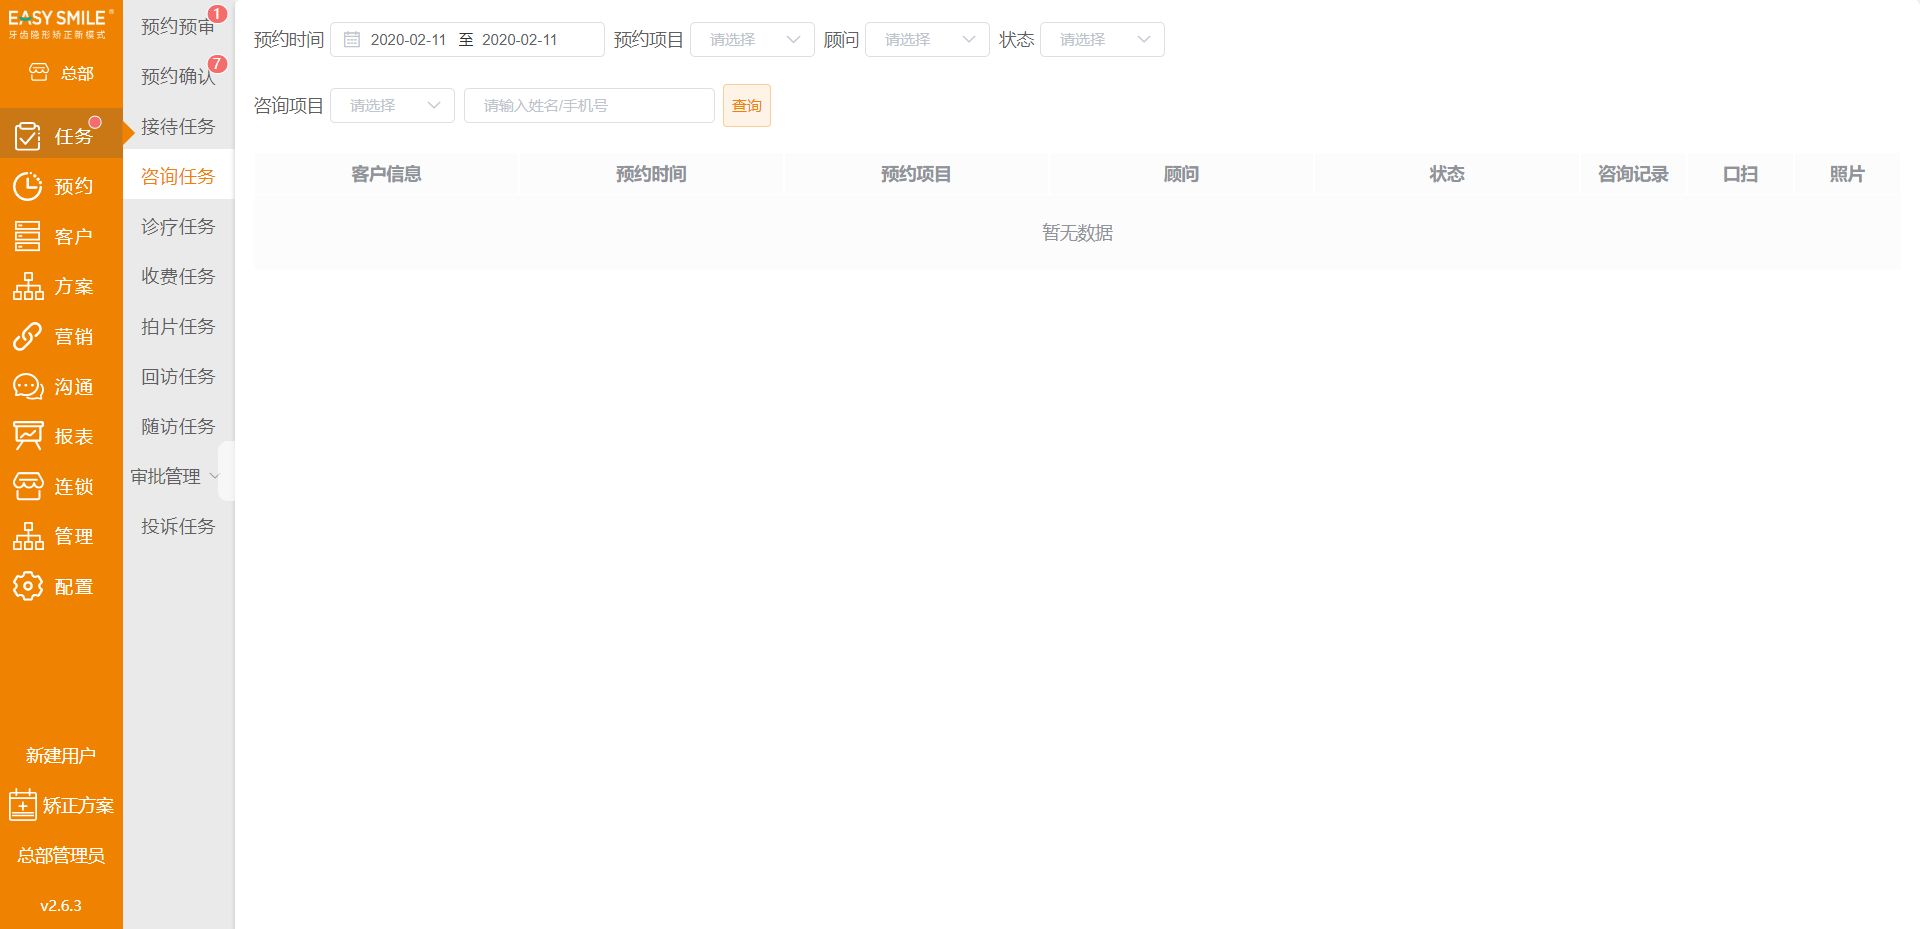 EASY SMILE
牙齿隐形矫正新模式
总部
任务
预约
客户
方案
营销
沟通
报表
连锁
管理
配置
新建用户
矫正方案
总部管理员
v2.6.3
预约预审 1
预约确认 7
接待任务
咨询任务
诊疗任务
收费任务
拍片任务
回访任务
随访任务
审批管理
投诉任务
预约时间 2020-02-11 至 2020-02-11 预约项目 请选择 顾问 请选择 状态 请选择
咨询项目 请选择 请输入姓名/手机号 查询
客户信息 预约时间 预约项目 顾问 状态 咨询记录 口扫 照片
暂无数据